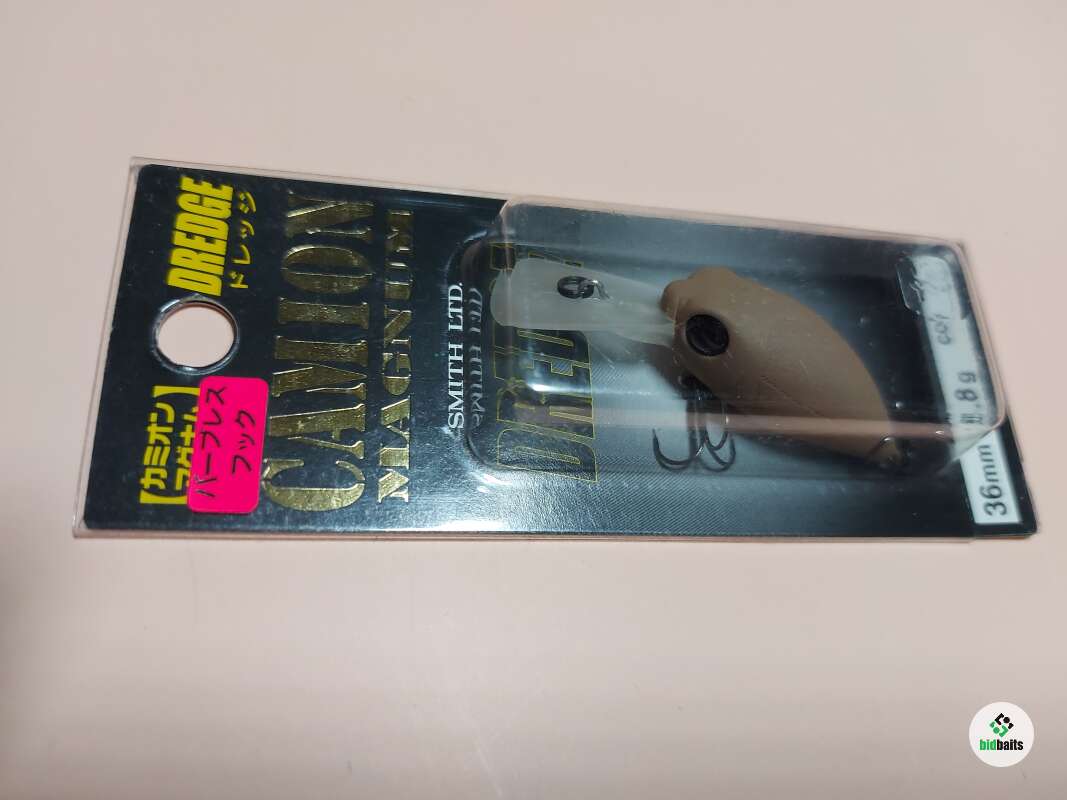 DREDGE
ドレッジ
【カミオン
マグナム】
バーブレス
フック
CAMION
MAGNUM
SMITH LTD.
36mm
8g
bidbaits